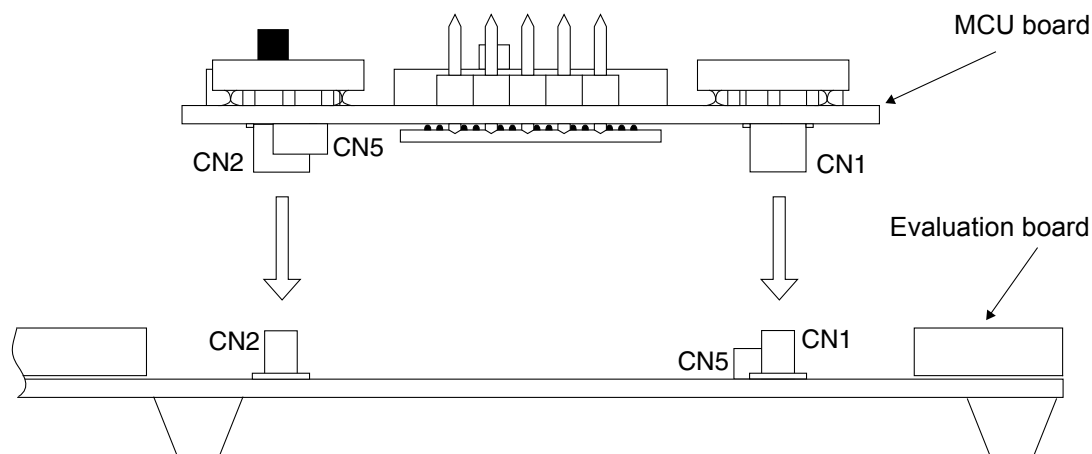 MCU board
CN5
CN2
CN1
Evaluation board
CN2
CN1
CN5